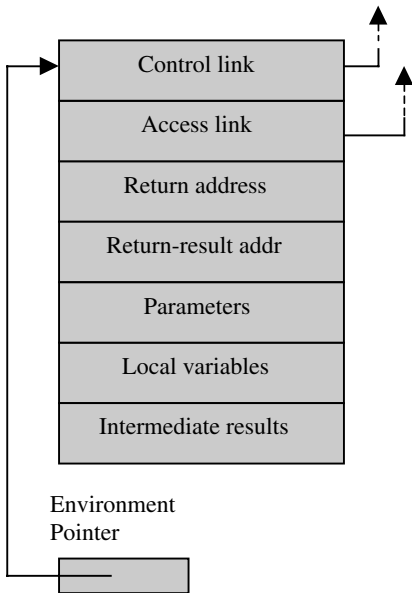 Control link
Access link
Return address
Return-result addr
Parameters
Local variables
Intermediate results
Environment
Pointer